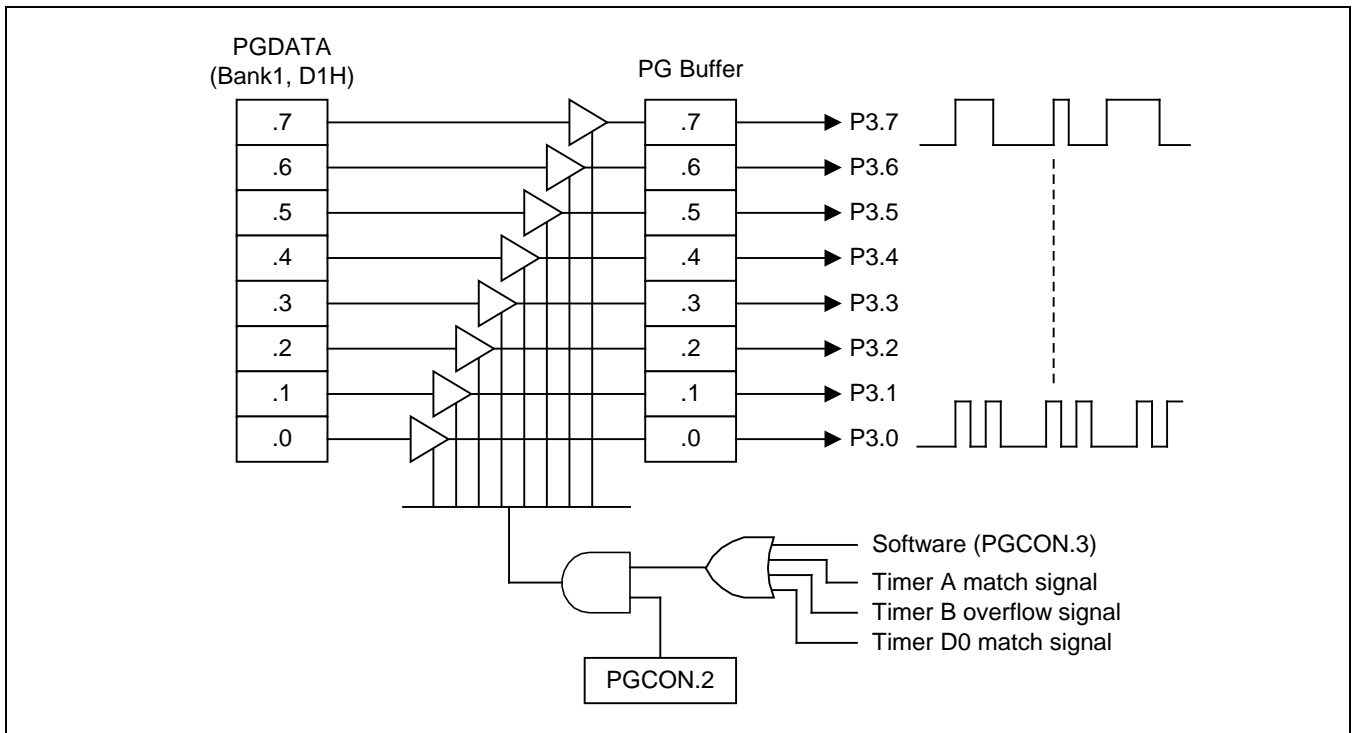 PGDATA
(Bank1, D1H)
PG Buffer
.7
.7
P3.7
.6
.6
P3.6
.5
.5
P3.5
.4
.4
P3.4
.3
.3
P3.3
.2
.2
P3.2
.1
.1
P3.1
.0
.0
P3.0
Software (PGCON.3)
Timer A match signal
Timer B overflow signal
Timer D0 match signal
PGCON.2